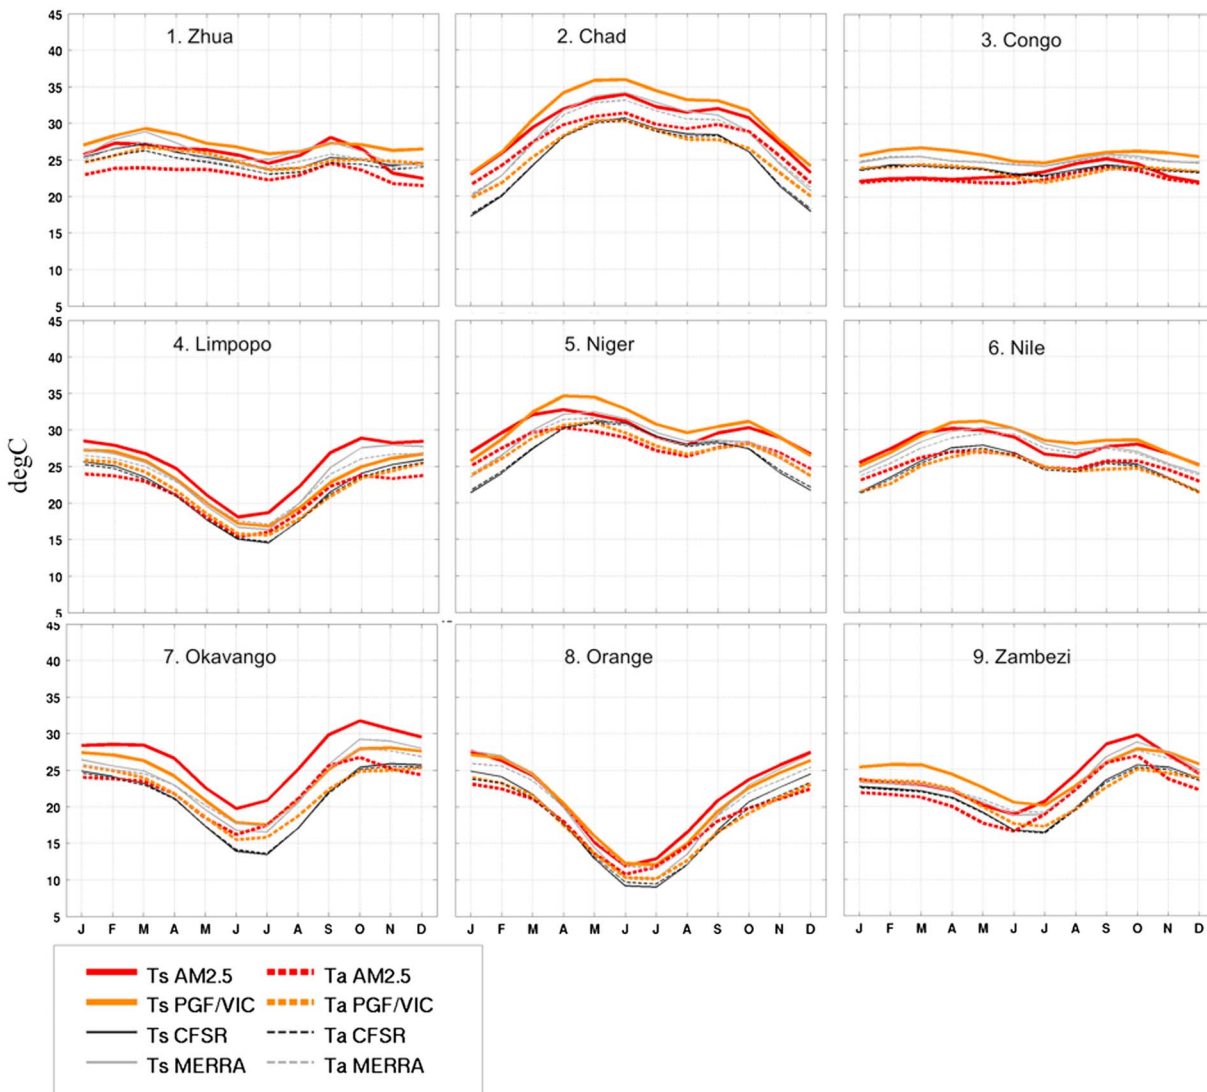 45
40
35
30
25
20
15
10
5
1. Zhua
J F M A M J J A S O N D
2. Chad
J F M A M J J A S O N D
3. Congo
J F M A M J J A S O N D
degC
45
40
35
30
25
20
15
10
5
4. Limpopo
5. Niger
6. Nile
45
40
35
30
25
20
15
10
5
7. Okavango
8. Orange
9. Zambezi
J F M A M J J A S O N D
J F M A M J J A S O N D
J F M A M J J A S O N D
Ts AM2.5 Ta AM2.5
Ts PGF/VIC Ta PGF/VIC
Ts CFSR Ta CFSR
Ts MERRA Ta MERRA